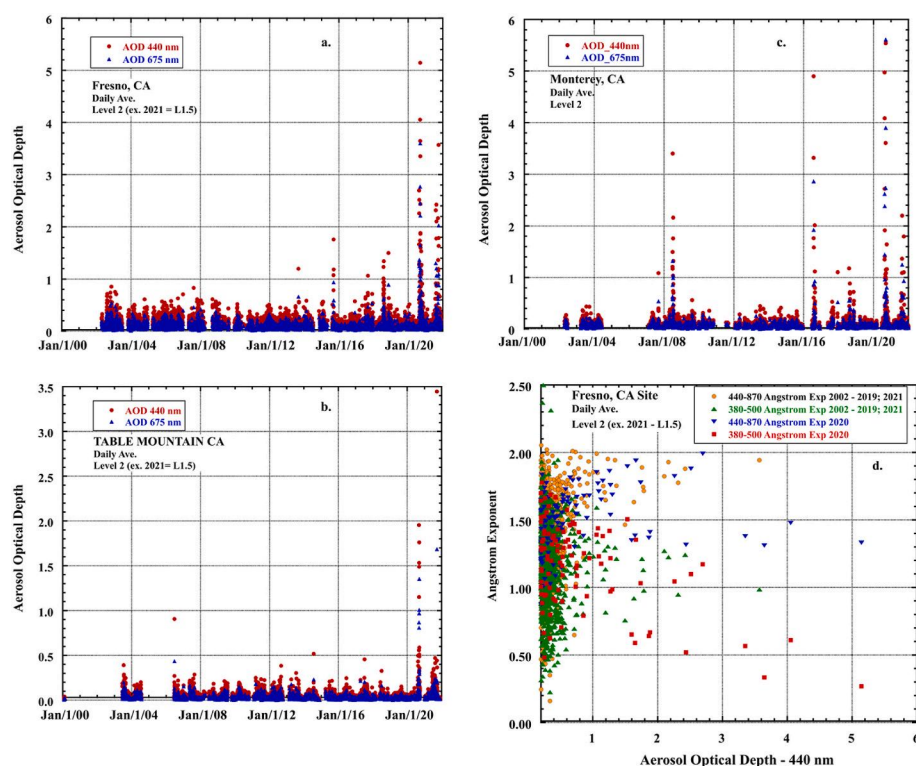 6
5
4
3
2
1
0
Aerosol Optical Depth
AOD 440 nm
AOD 675 nm
a.
Fresno, CA
Daily Ave.
Level 2 (ex. 2021 = L1.5)
Jan/1/00 Jan/1/04 Jan/1/08 Jan/1/12 Jan/1/16 Jan/1/20
6
5
4
3
2
1
0
Aerosol Optical Depth
AOD_440nm
AOD_675nm
c.
Monterey, CA
Daily Ave.
Level 2
Jan/1/00 Jan/1/04 Jan/1/08 Jan/1/12 Jan/1/16 Jan/1/20
3.5
3.0
2.5
2.0
1.5
1.0
0.5
0.0
Aerosol Optical Depth
AOD 440 nm
AOD 675 nm
b.
TABLE MOUNTAIN CA
Daily Ave.
Level 2 (ex. 2021= L1.5)
Jan/1/00 Jan/1/04 Jan/1/08 Jan/1/12 Jan/1/16 Jan/1/20
2.50
2.00
1.50
1.00
0.50
0.00
Angstrom Exponent
Fresno, CA Site
Daily Ave.
Level 2 (ex. 2021 - L1.5)
440-870 Angstrom Exp 2002 - 2019; 2021
380-500 Angstrom Exp 2002 - 2019; 2021
440-870 Angstrom Exp 2020
380-500 Angstrom Exp 2020
d.
1 2 3 4 5 6
Aerosol Optical Depth - 440 nm